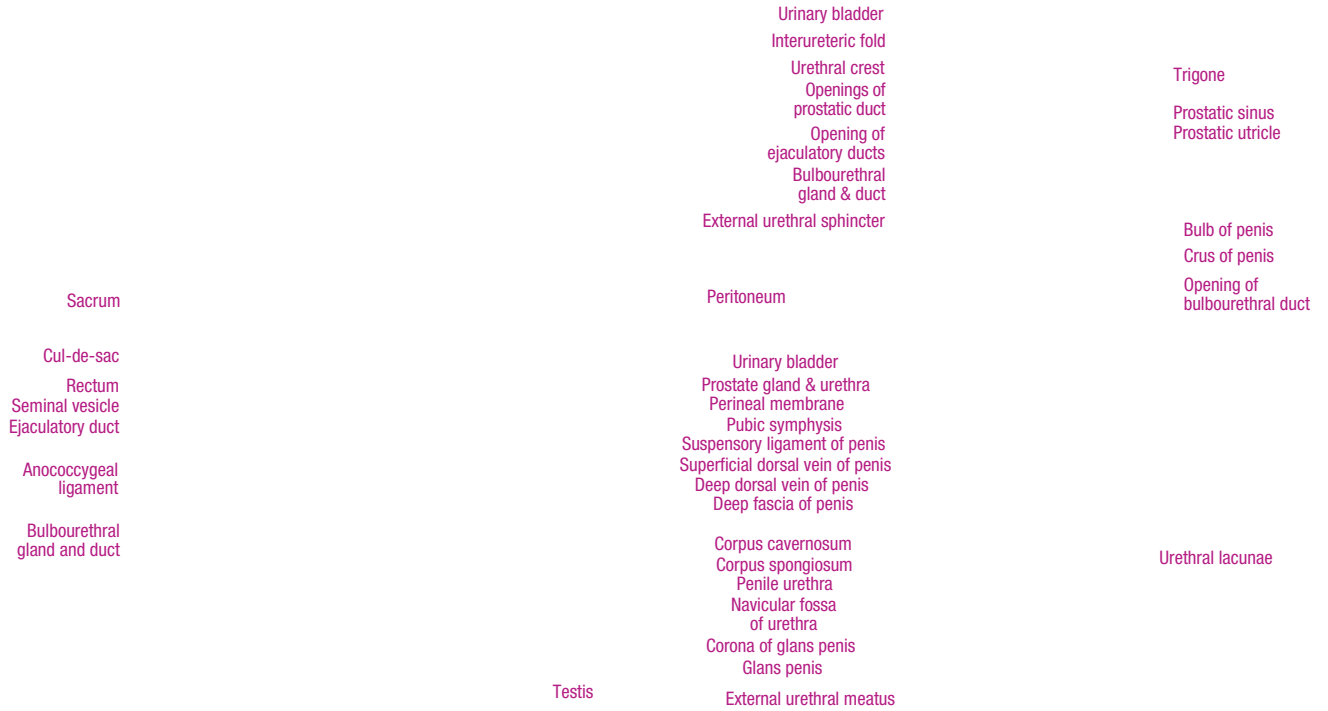 Urinary bladder
Interureteric fold
Urethral crest
Openings of
prostatic duct
Opening of
ejaculatory ducts
Bulbourethral
gland & duct
External urethral sphincter
Trigone
Prostatic sinus
Prostatic utricle
Bulb of penis
Crus of penis
Opening of
bulbourethral duct
Sacrum
Cul-de-sac
Rectum
Seminal vesicle
Ejaculatory duct
Anococcygeal
ligament
Bulbourethral
gland and duct
Peritoneum
Urinary bladder
Prostate gland & urethra
Perineal membrane
Pubic symphysis
Suspensory ligament of penis
Superficial dorsal vein of penis
Deep dorsal vein of penis
Deep fascia of penis
Corpus cavernosum
Corpus spongiosum
Penile urethra
Navicular fossa
of urethra
Corona of glans penis
Glans penis
External urethral meatus
Testis
Urethral lacunae